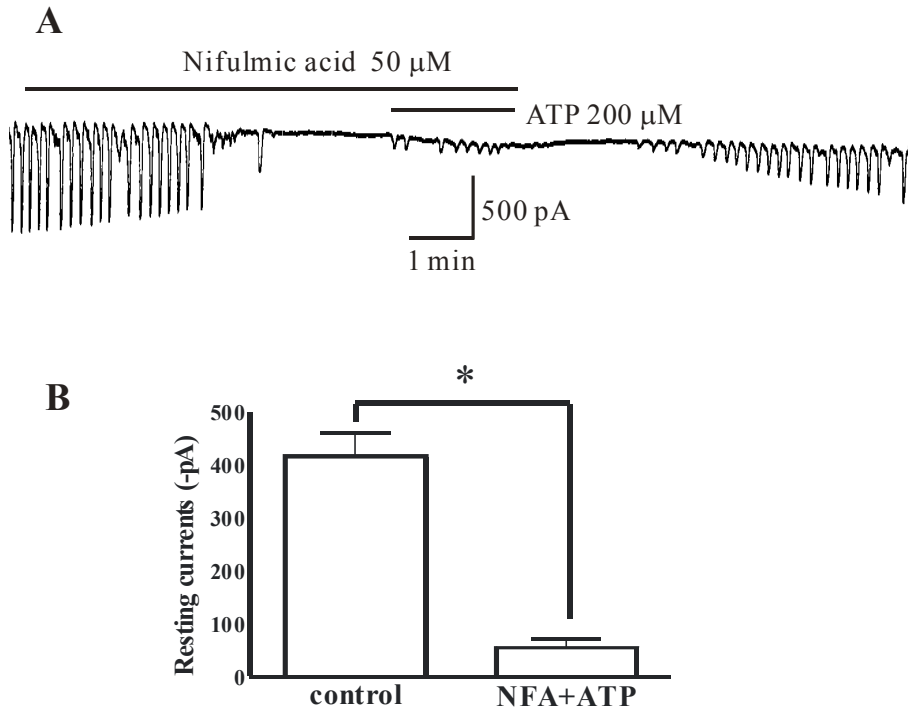 A
Nifulmic acid 50 μM
ATP 200 μM
500 pA
1 min
B
*
Resting currents (-pA)
500
400
300
200
100
0
control
NFA+ATP